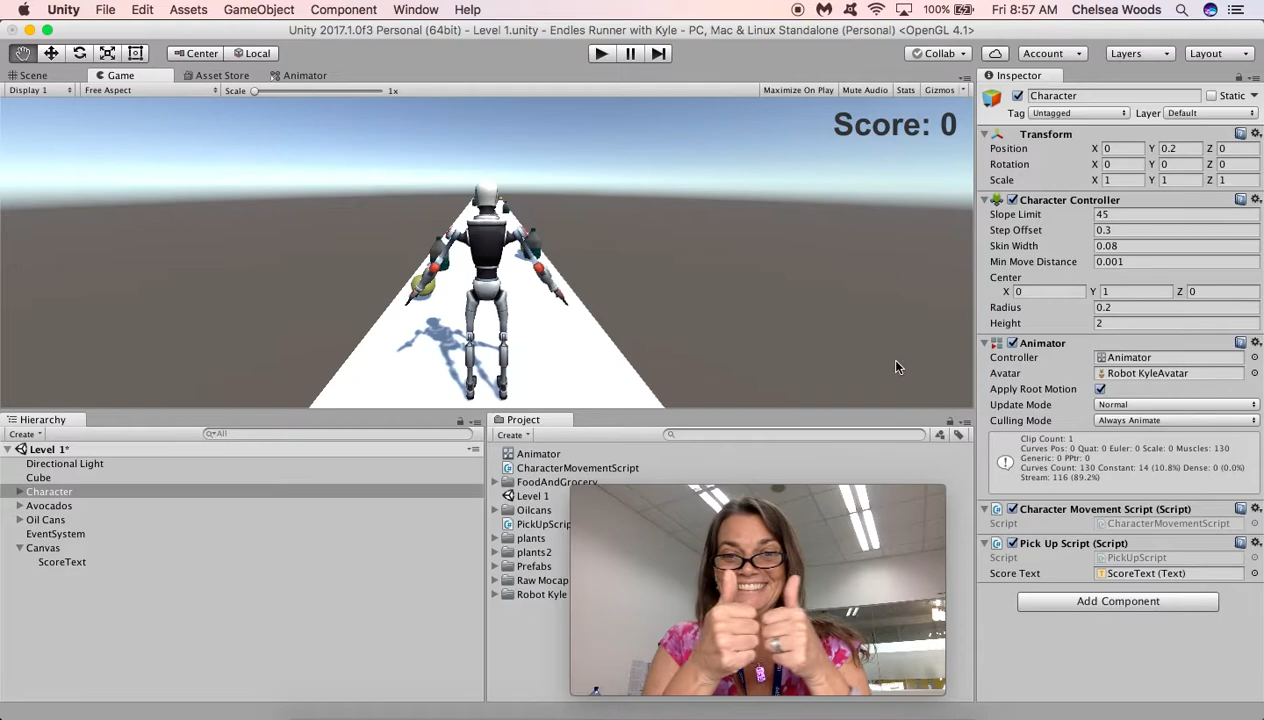 Unity File Edit Assets GameObject Component Window Help 100% Fri 8:57 AM Chelsea Woods
Unity 2017.1.0f3 Personal (64bit) - Level 1.unity - Endles Runner with Kyle - PC, Mac & Linux Standalone (Personal) <OpenGL 4.1>
Center Local Collab Account Layers Layout
Scene Game Asset Store Animator
Display 1 Free Aspect Scale 1x Maximize On Play Mute Audio Stats Gizmos
Score: 0
Hierarchy
Create All
Level 1*
Directional Light
Cube
Character
Avocados
Oil Cans
EventSystem
Canvas
ScoreText
Project
Create
Animator
CharacterMovementScript
FoodAndGrocery
Level 1
Oilcans
PickUpScrip
plants
plants2
Prefabs
Raw Mocap
Robot Kyle
Inspector
Character Static
Tag Untagged Layer Default
Transform
Position X 0 Y 0.2 Z 0
Rotation X 0 Y 0 Z 0
Scale X 1 Y 1 Z 1
Character Controller
Slope Limit 45
Step Offset 0.3
Skin Width 0.08
Min Move Distance 0.001
Center
X 0 Y 1 Z 0
Radius 0.2
Height 2
Animator
Controller Animator
Avatar Robot KyleAvatar
Apply Root Motion
Update Mode Normal
Culling Mode Always Animate
Clip Count: 1
Curves Pos: 0 Quat: 0 Euler: 0 Scale: 0 Muscles: 130
Generic: 0 PPtr: 0
Curves Count: 130 Constant: 14 (10.8%) Dense: 0 (0.0%)
Stream: 116 (89.2%)
Character Movement Script (Script)
Script CharacterMovementScript
Pick Up Script (Script)
Script PickUpScript
Score Text ScoreText (Text)
Add Component